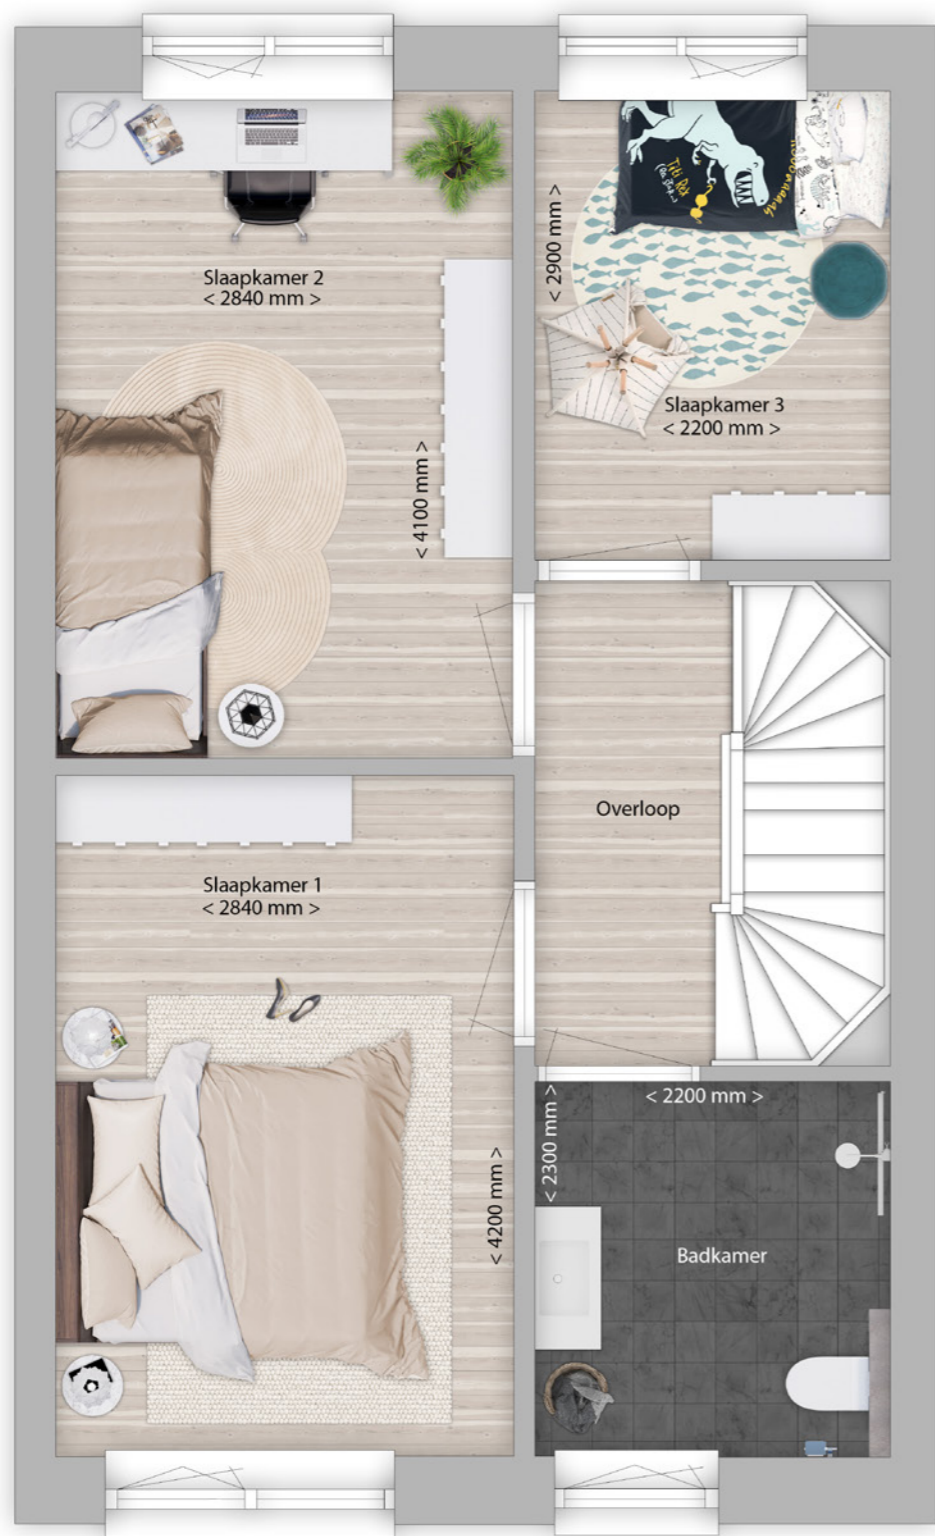 Slaapkamer 2
< 2840 mm >
< 4100 mm >
< 2900 mm >
Slaapkamer 3
< 2200 mm >
Overloop
Slaapkamer 1
< 2840 mm >
< 4200 mm >
< 2200 mm >
< 2300 mm >
Badkamer